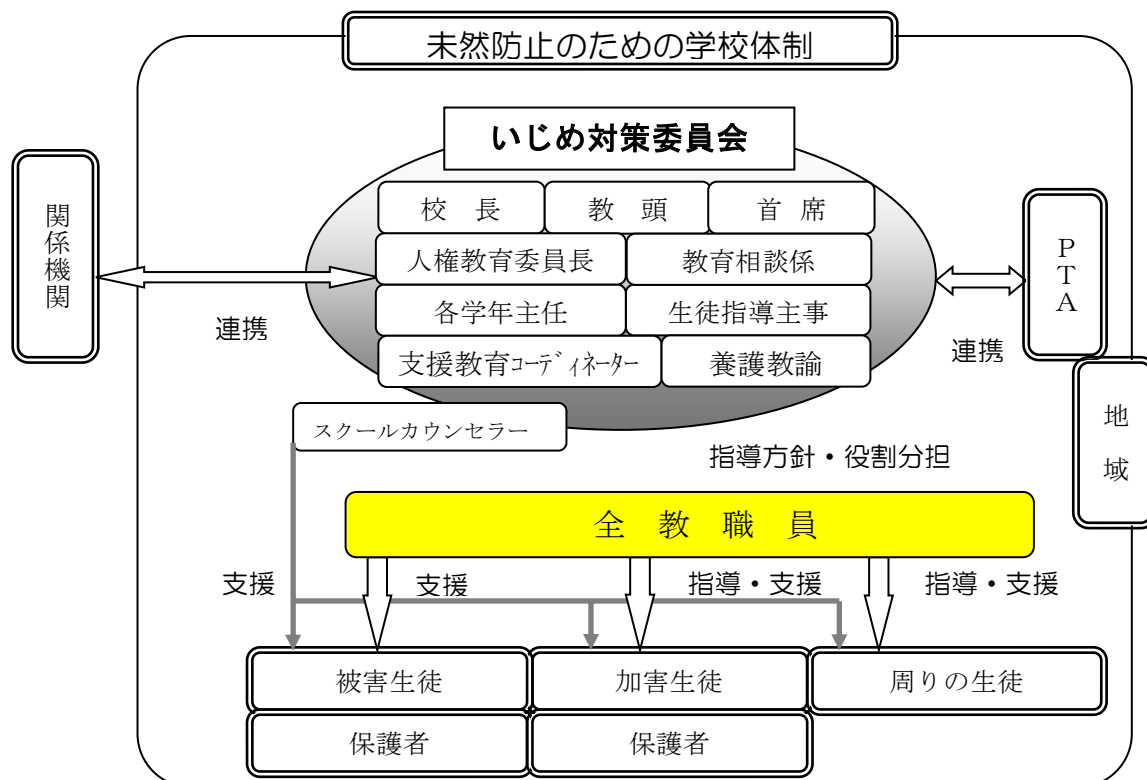 未然防止のための学校体制
いじめ対策委員会
校 長
教 頭
首 席
人権教育委員長
教育相談係
各学年主任
生徒指導主事
支援教育コーディネーター
養護教諭
スクールカウンセラー
関係機関
連携
連携
PTA
地域
指導方針・役割分担
全 教 職 員
支援
支援
指導・支援
指導・支援
被害生徒
加害生徒
周りの生徒
保護者
保護者